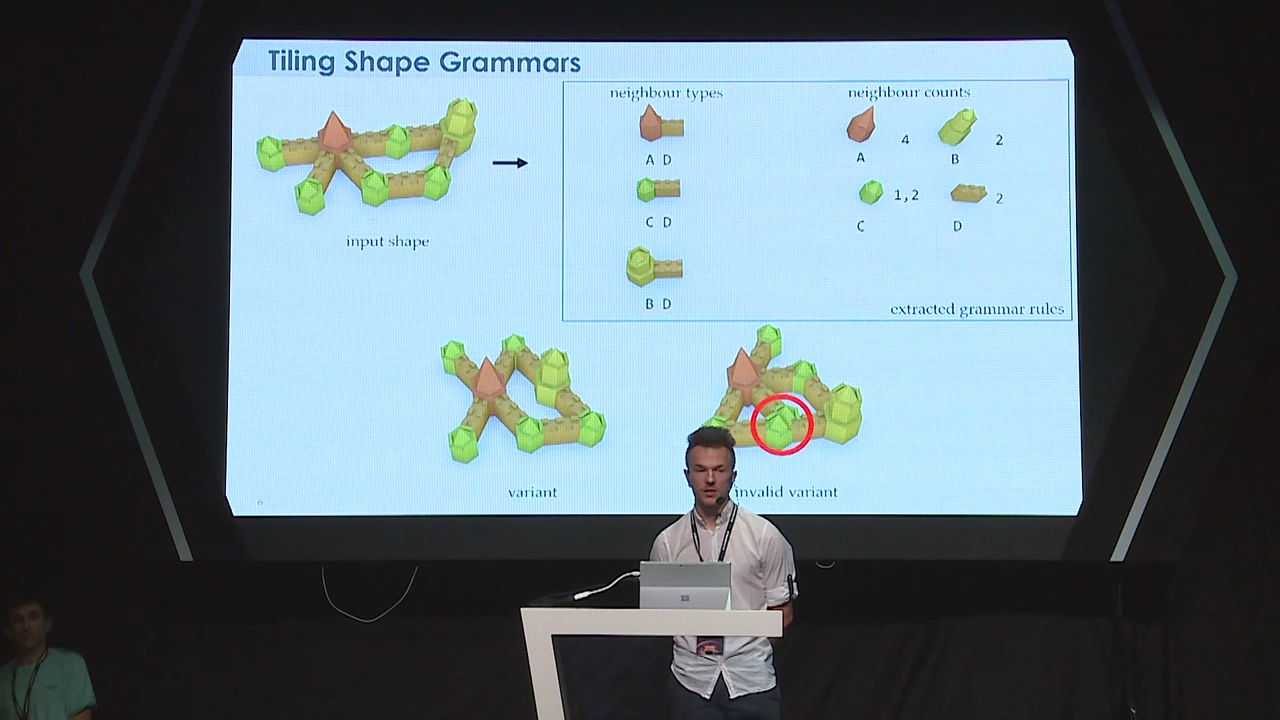 Tiling Shape Grammars
neighbour types
neighbour counts
A D
4
A
2
B
C D
1,2
C
2
D
input shape
B D
extracted grammar rules
variant
invalid variant
6